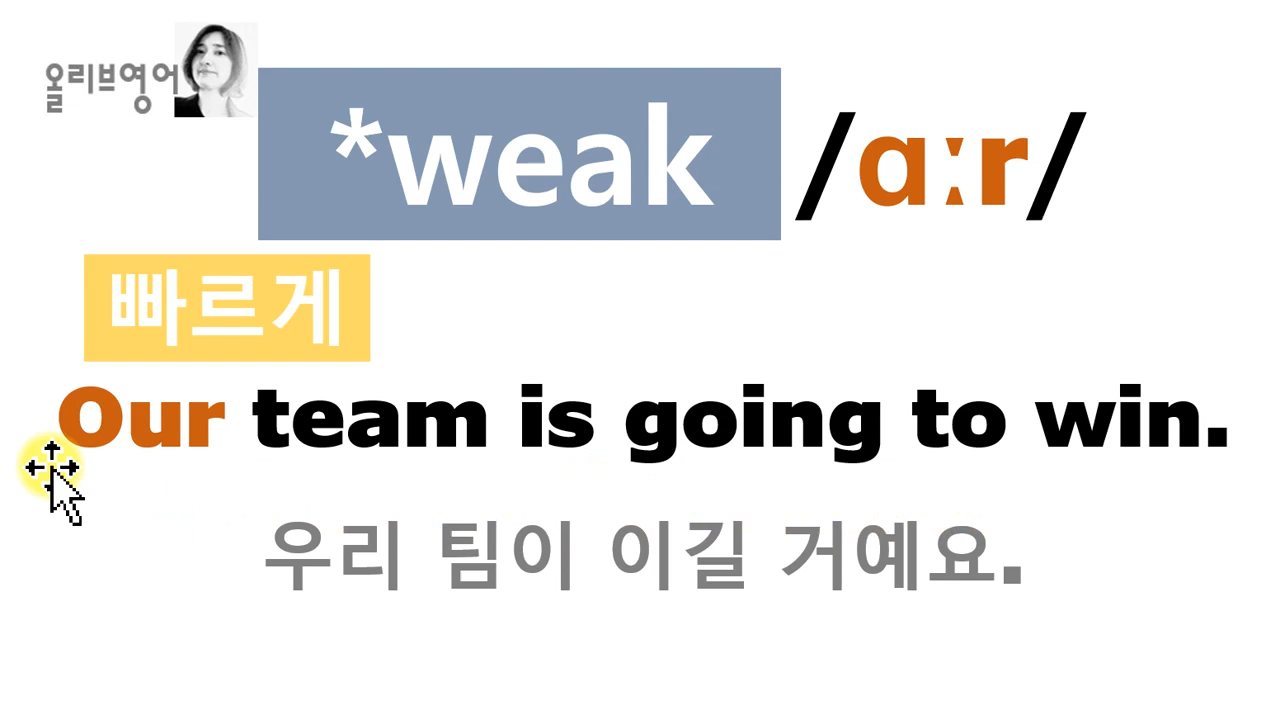 올리브영어
*weak /ɑːr/
빠르게
Our team is going to win.
우리 팀이 이길 거예요.